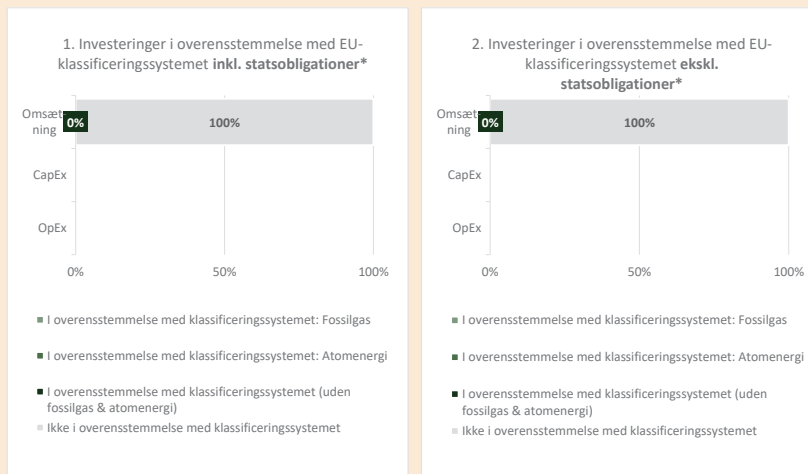 1. Investeringer i overensstemmelse med EU-
klassificeringssystemet inkl. statsobligationer*
Omsæt-
ning
0%
100%
CapEx
OpEx
0%
50%
100%
I overensstemmelse med klassificeringssystemet: Fossilgas
I overensstemmelse med klassificeringssystemet: Atomenergi
I overensstemmelse med klassificeringssystemet (uden
fossilgas & atomenergi)
Ikke i overensstemmelse med klassificeringssystemet
2. Investeringer i overensstemmelse med EU-
klassificeringssystemet ekskl.
statsobligationer*
Omsæt-
ning
0%
100%
CapEx
OpEx
0%
50%
100%
I overensstemmelse med klassificeringssystemet: Fossilgas
I overensstemmelse med klassificeringssystemet: Atomenergi
I overensstemmelse med klassificeringssystemet (uden
fossilgas & atomenergi)
Ikke i overensstemmelse med klassificeringssystemet